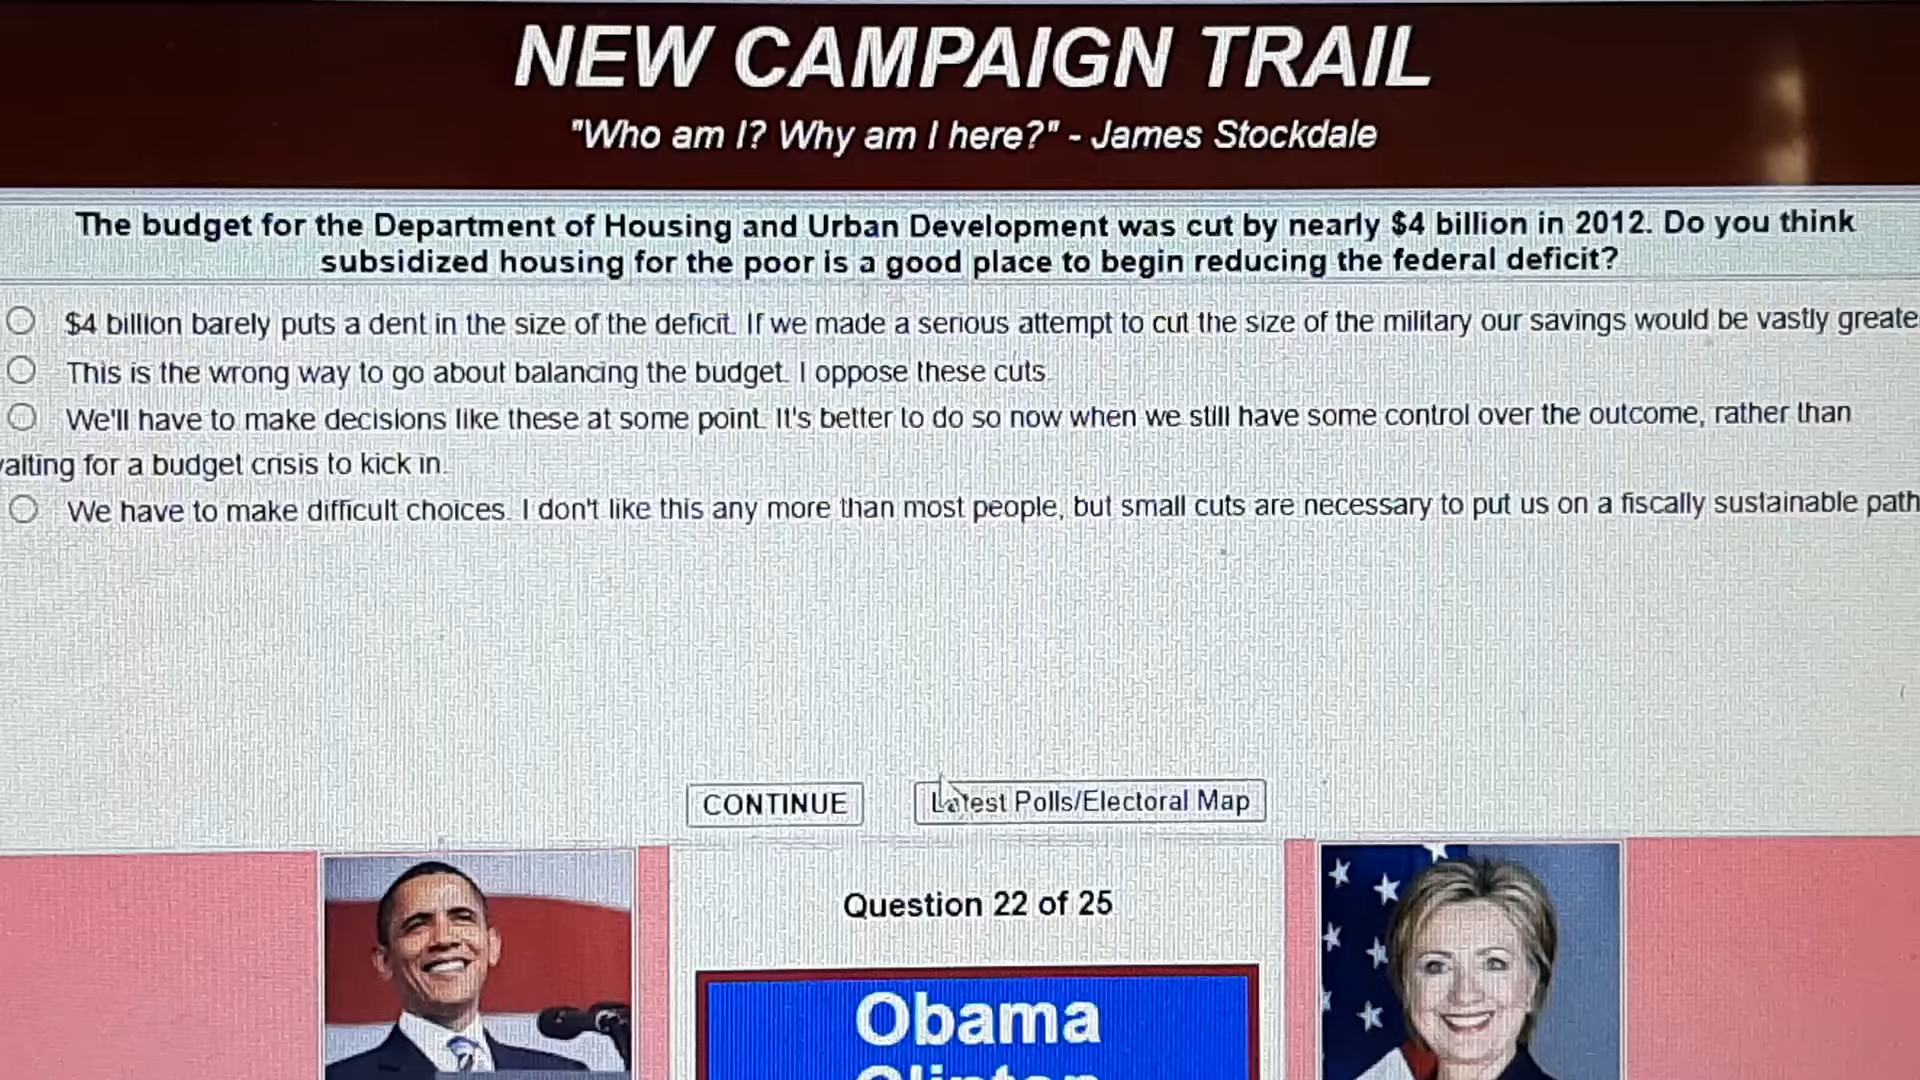 NEW CAMPAIGN TRAIL
"Who am I? Why am I here?" - James Stockdale
The budget for the Department of Housing and Urban Development was cut by nearly $4 billion in 2012. Do you think
subsidized housing for the poor is a good place to begin reducing the federal deficit?
$4 billion barely puts a dent in the size of the deficit. If we made a serious attempt to cut the size of the military our savings would be vastly greate
This is the wrong way to go about balancing the budget. I oppose these cuts.
We'll have to make decisions like these at some point. It's better to do so now when we still have some control over the outcome, rather than
aiting for a budget crisis to kick in.
We have to make difficult choices. I don't like this any more than most people, but small cuts are necessary to put us on a fiscally sustainable path
CONTINUE
Latest Polls/Electoral Map
Question 22 of 25
Obama
Clinton